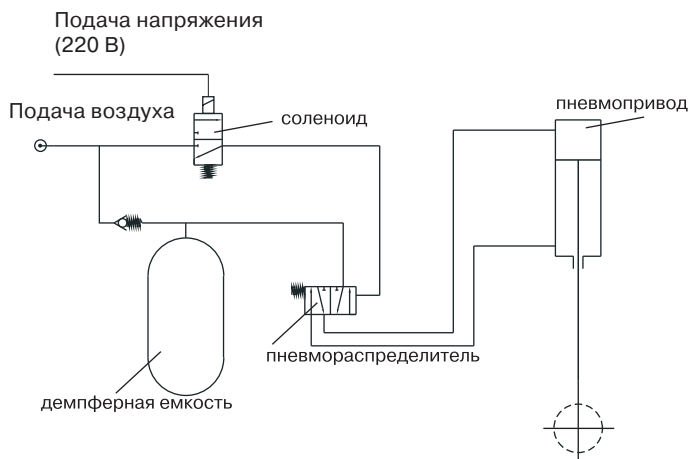 Подача напряжения
(220 В)
Подача воздуха
соленоид
пневмопривод
пневмораспределитель
демпферная емкость